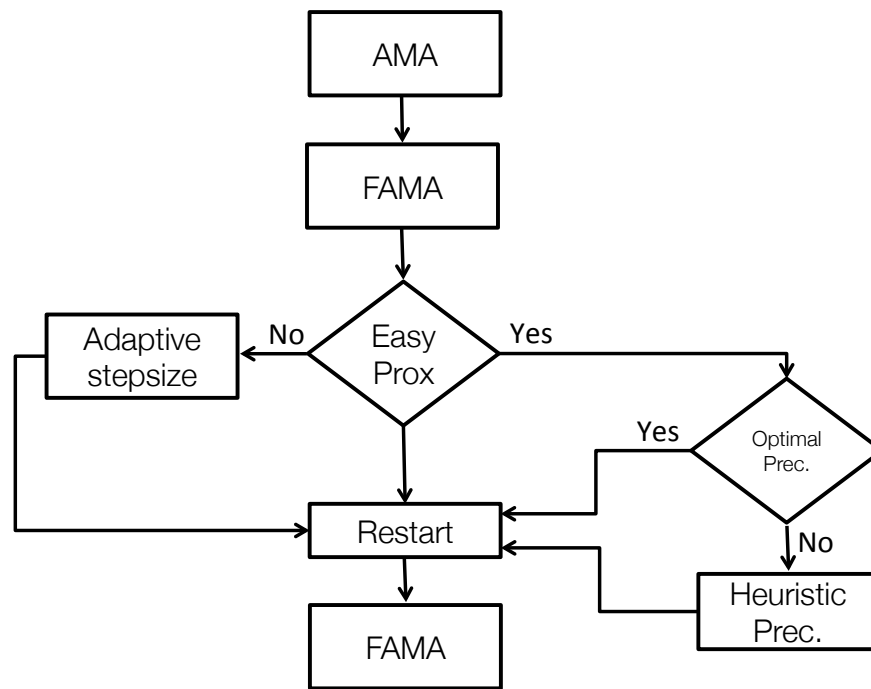 AMA
FAMA
Easy
Prox
No
Yes
Adaptive
stepsize
Optimal
Prec.
Yes
No
Restart
Heuristic
Prec.
FAMA